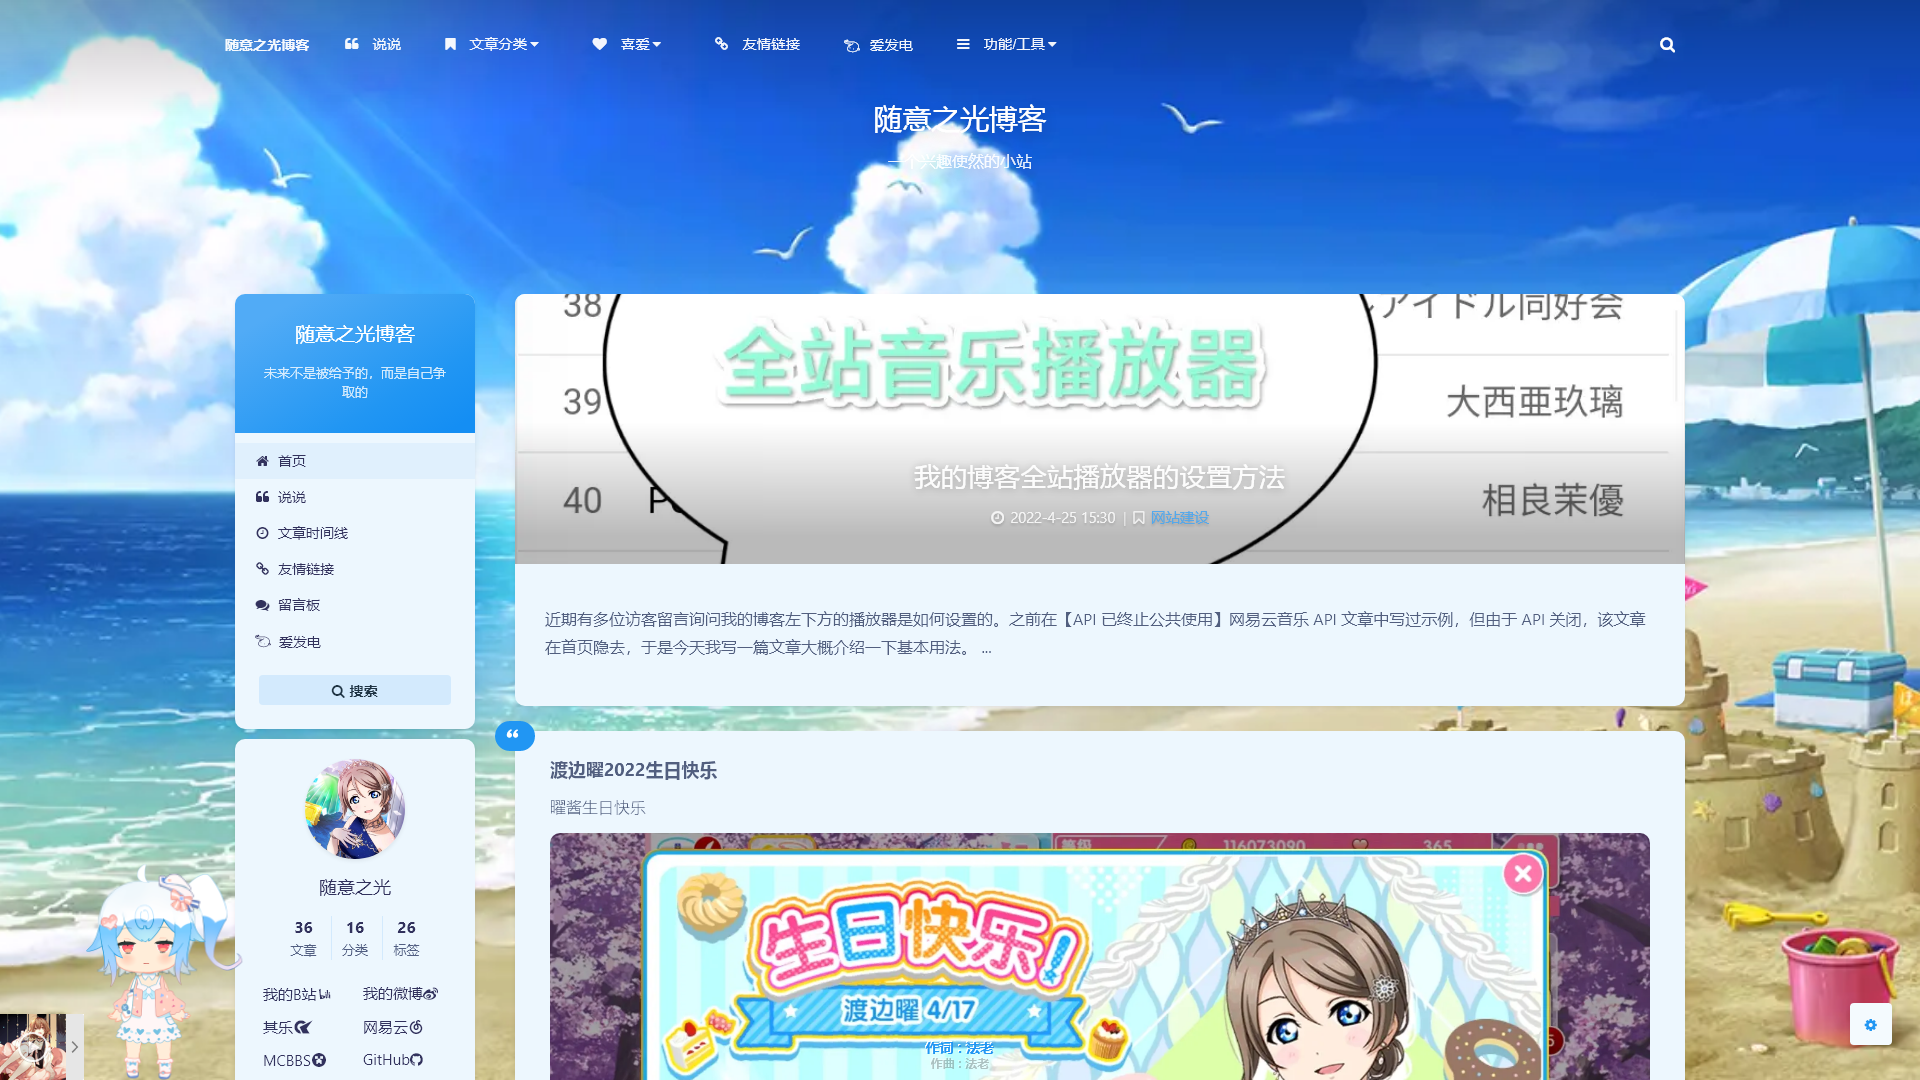 随意之光博客
说说
文章分类
喜爱
友情链接
爱发电
功能/工具
随意之光博客
一个兴趣使然的小站
随意之光博客
未来不是被给予的，而是自己争
取的
首页
说说
文章时间线
友情链接
留言板
爱发电
搜索
随意之光
36 16 26
文章 分类 标签
我的B站 我的微博
其乐 网易云
MCBBS GitHub
38
アイドル同好会
全站音乐播放器
39 大西亜玖璃
40 相良茉優
我的博客全站播放器的设置方法
2022-4-25 15:30 | 网站建设
近期有多位访客留言询问我的博客左下方的播放器是如何设置的。之前在【API 已终止公共使用】网易云音乐 API 文章中写过示例，但由于 API 关闭，该文章
在首页隐去，于是今天我写一篇文章大概介绍一下基本用法。 ...
渡边曜2022生日快乐
曜酱生日快乐
等级 116073090 365
生日快乐!
渡边曜 4/17
作词 : 法老
作曲 : 法老